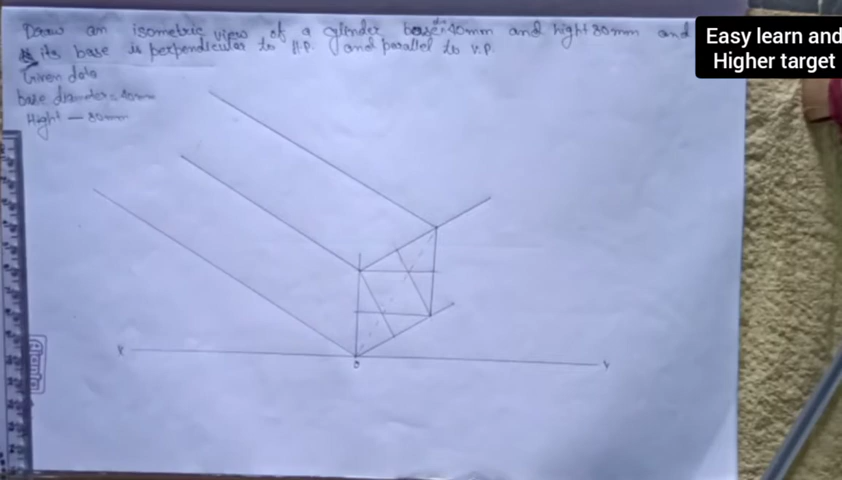 Draw an isometric view of a cylinder base dia 40mm and hight 80mm and
its base is perpendicular to H.P. and parallel to V.P.
Given data
base diameter = 40mm
Hight — 80mm
Easy learn and
Higher target
X
Y
O